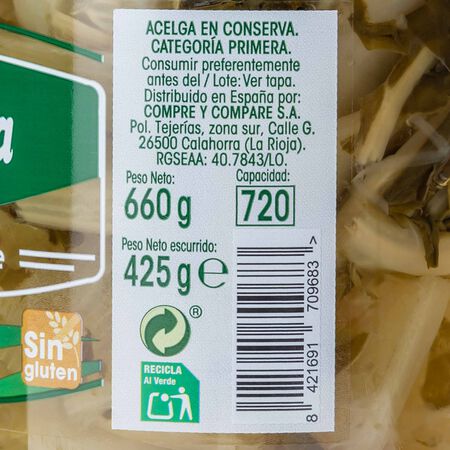 ACELGA EN CONSERVA.
CATEGORÍA PRIMERA.
Consumir preferentemente
antes del / Lote: Ver tapa.
Distribuido en España por:
COMPRE Y COMPARE S.A.
Pol. Tejerías, zona sur, Calle G.
26500 Calahorra (La Rioja)
RGSEAA: 40.7843/LO.
Peso Neto:
660 g
Capacidad:
720
Peso Neto escurrido:
425 g ℮
®
RECICLA
Al Verde
8 421691 709683 >
Sin
gluten
a
e